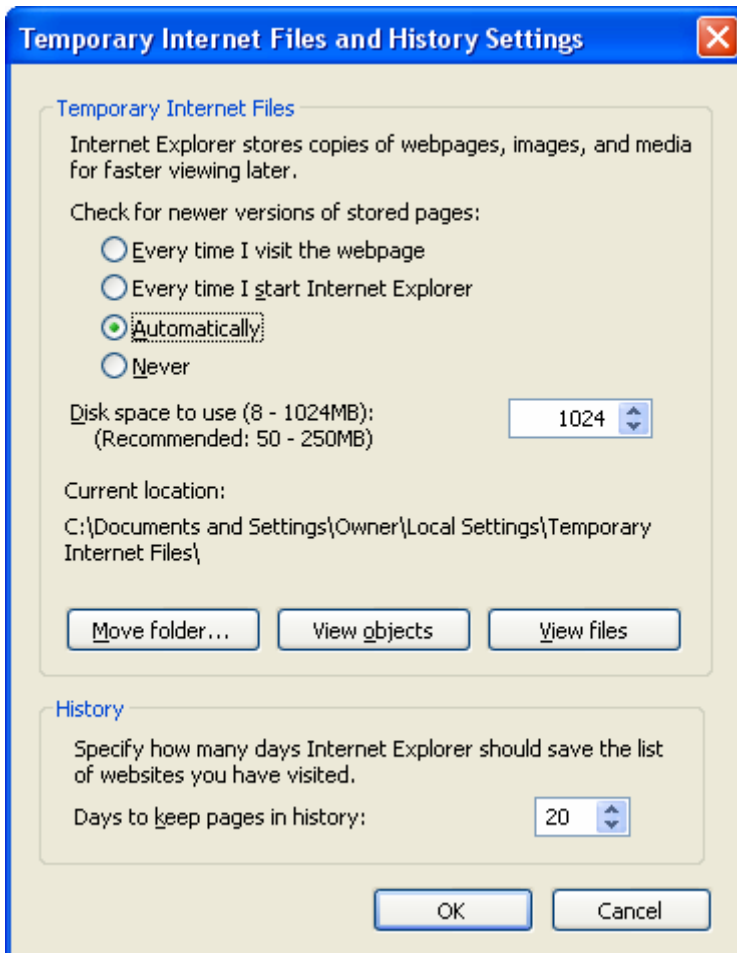 Temporary Internet Files and History Settings
Temporary Internet Files
Internet Explorer stores copies of webpages, images, and media
for faster viewing later.
Check for newer versions of stored pages:
Every time I visit the webpage
Every time I start Internet Explorer
Automatically
Never
Disk space to use (8 - 1024MB): 1024
(Recommended: 50 - 250MB)
Current location:
C:\Documents and Settings\Owner\Local Settings\Temporary
Internet Files\
Move folder... View objects View files
History
Specify how many days Internet Explorer should save the list
of websites you have visited.
Days to keep pages in history: 20
OK Cancel